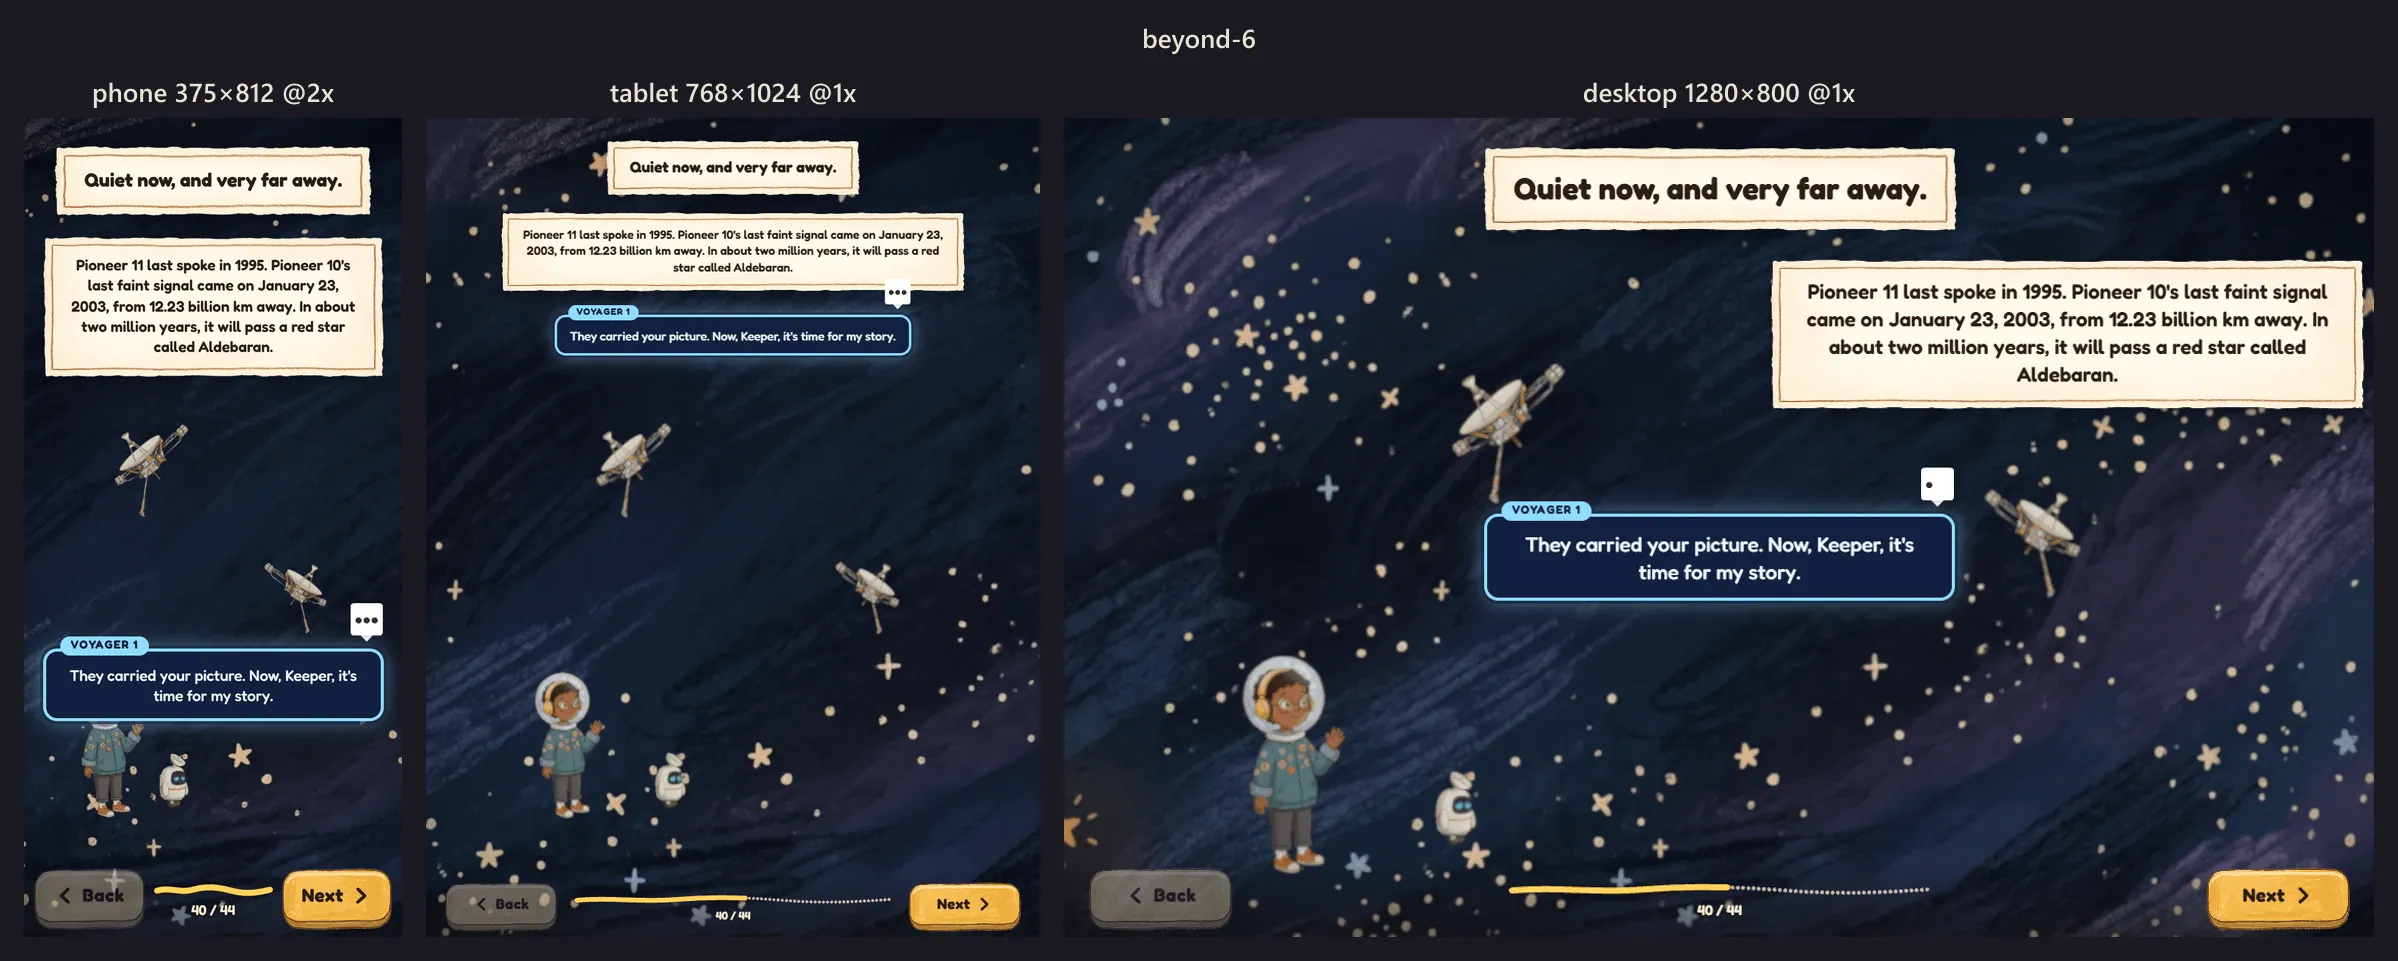 beyond-6
phone 375×812 @2x
Quiet now, and very far away.
Pioneer 11 last spoke in 1995. Pioneer 10's
last faint signal came on January 23,
2003, from 12.23 billion km away. In about
two million years, it will pass a red star
called Aldebaran.
VOYAGER 1
They carried your picture. Now, Keeper, it's
time for my story.
Back
40 / 44
Next
tablet 768×1024 @1x
Quiet now, and very far away.
Pioneer 11 last spoke in 1995. Pioneer 10's last faint signal came on January 23,
2003, from 12.23 billion km away. In about two million years, it will pass a red
star called Aldebaran.
VOYAGER 1
They carried your picture. Now, Keeper, it's time for my story.
Back
40 / 44
Next
desktop 1280×800 @1x
Quiet now, and very far away.
Pioneer 11 last spoke in 1995. Pioneer 10's last faint signal
came on January 23, 2003, from 12.23 billion km away. In
about two million years, it will pass a red star called
Aldebaran.
VOYAGER 1
They carried your picture. Now, Keeper, it's
time for my story.
Back
40 / 44
Next